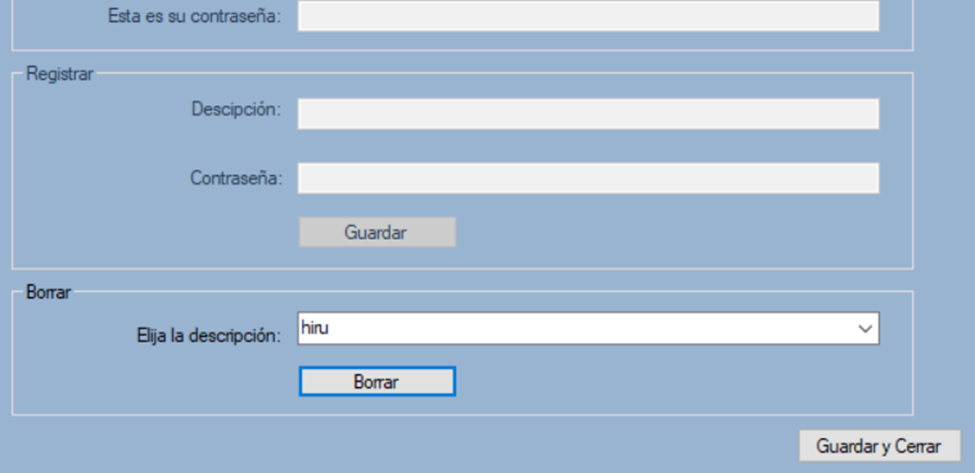 Esta es su contraseña:
Registrar
Descipción:
Contraseña:
Guardar
Borrar
Elija la descripción:
hiru
Borrar
Guardar y Cerrar